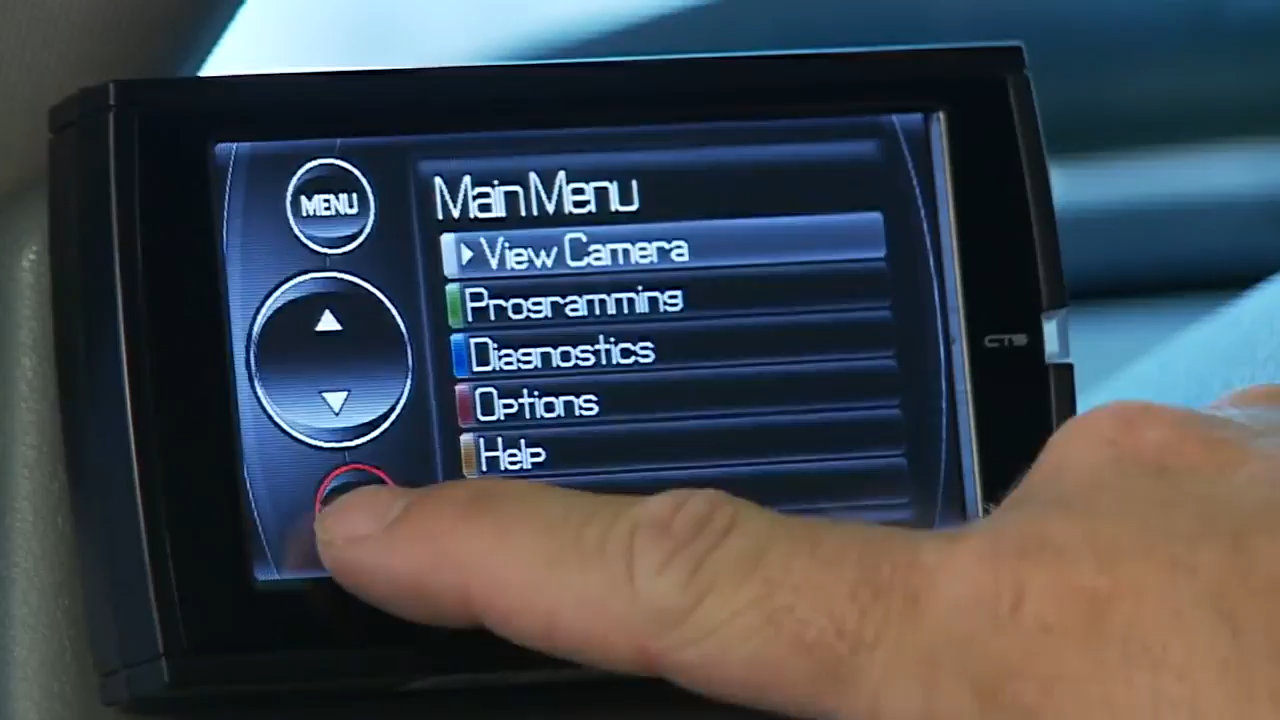 MENU
Main Menu
View Camera
Programming
Diagnostics
Options
Help
CTS